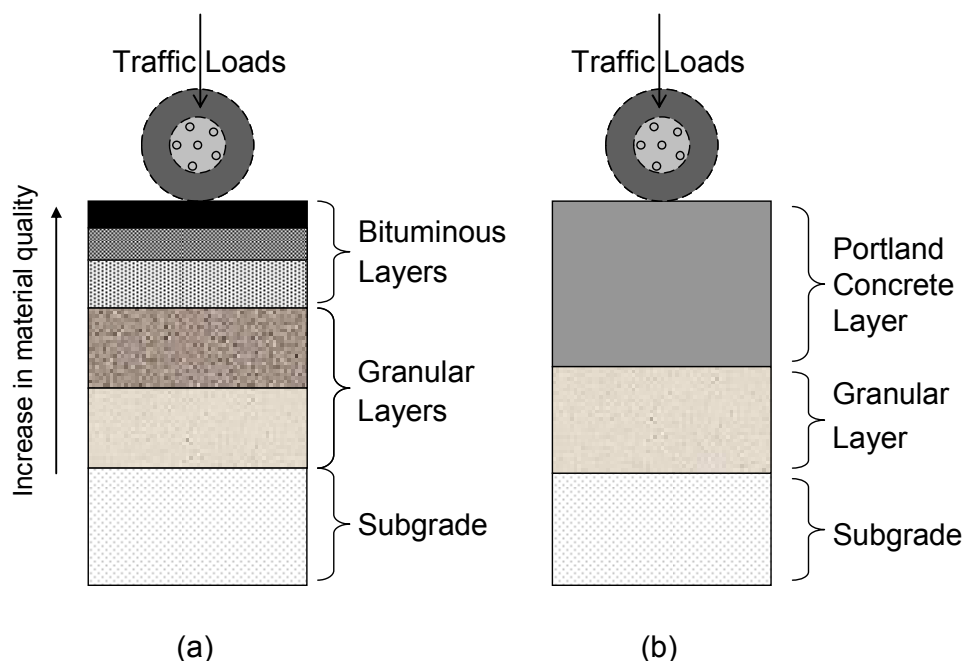 Traffic Loads
Increase in material quality
Bituminous
Layers
Granular
Layers
Subgrade
(a)
Traffic Loads
Portland
Concrete
Layer
Granular
Layer
Subgrade
(b)